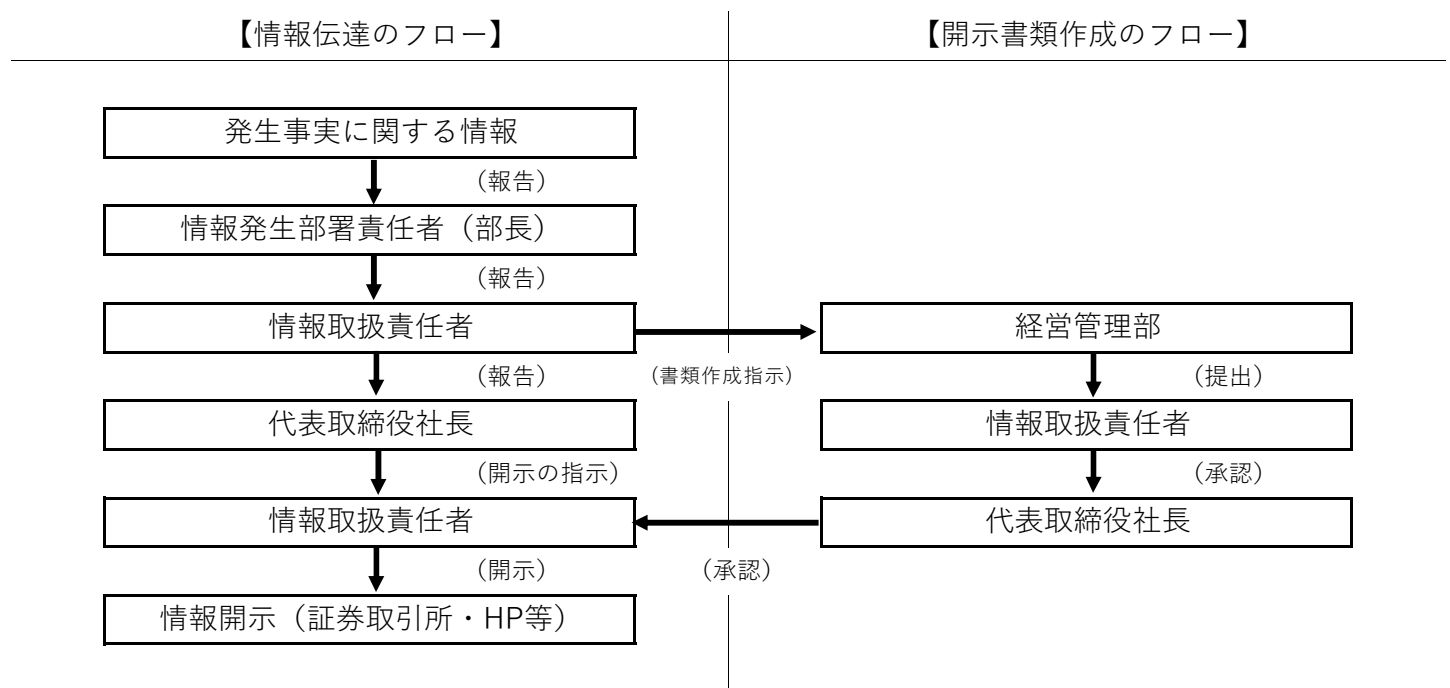 【情報伝達のフロー】
【開示書類作成のフロー】
発生事実に関する情報
（報告）
情報発生部署責任者（部長）
（報告）
情報取扱責任者
（報告）
代表取締役社長
（開示の指示）
情報取扱責任者
（開示）
情報開示（証券取引所・HP等）
（書類作成指示）
経営管理部
（提出）
情報取扱責任者
（承認）
代表取締役社長
（承認）